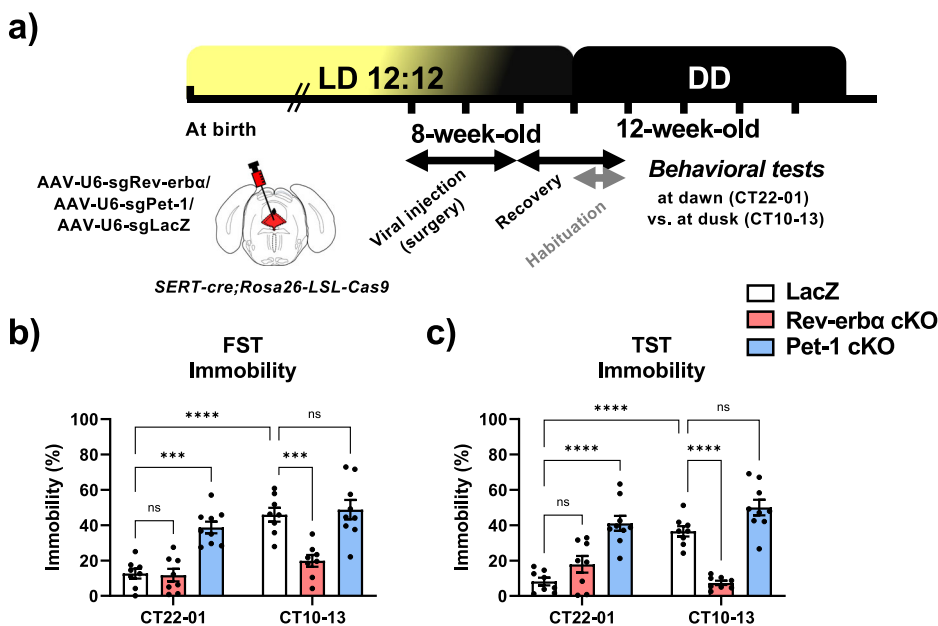 a)
LD 12:12
DD
At birth
8-week-old
12-week-old
AAV-U6-sgRev-erbα/
AAV-U6-sgPet-1/
AAV-U6-sgLacZ
SERT-cre;Rosa26-LSL-Cas9
Viral injection
(surgery)
Recovery
Habituation
Behavioral tests
at dawn (CT22-01)
vs. at dusk (CT10-13)
LacZ
Rev-erbα cKO
Pet-1 cKO
b)
FST
Immobility
Immobility (%)
100
80
60
40
20
0
****
ns
***
***
ns
CT22-01
CT10-13
c)
TST
Immobility
Immobility (%)
100
80
60
40
20
0
****
ns
****
****
ns
CT22-01
CT10-13